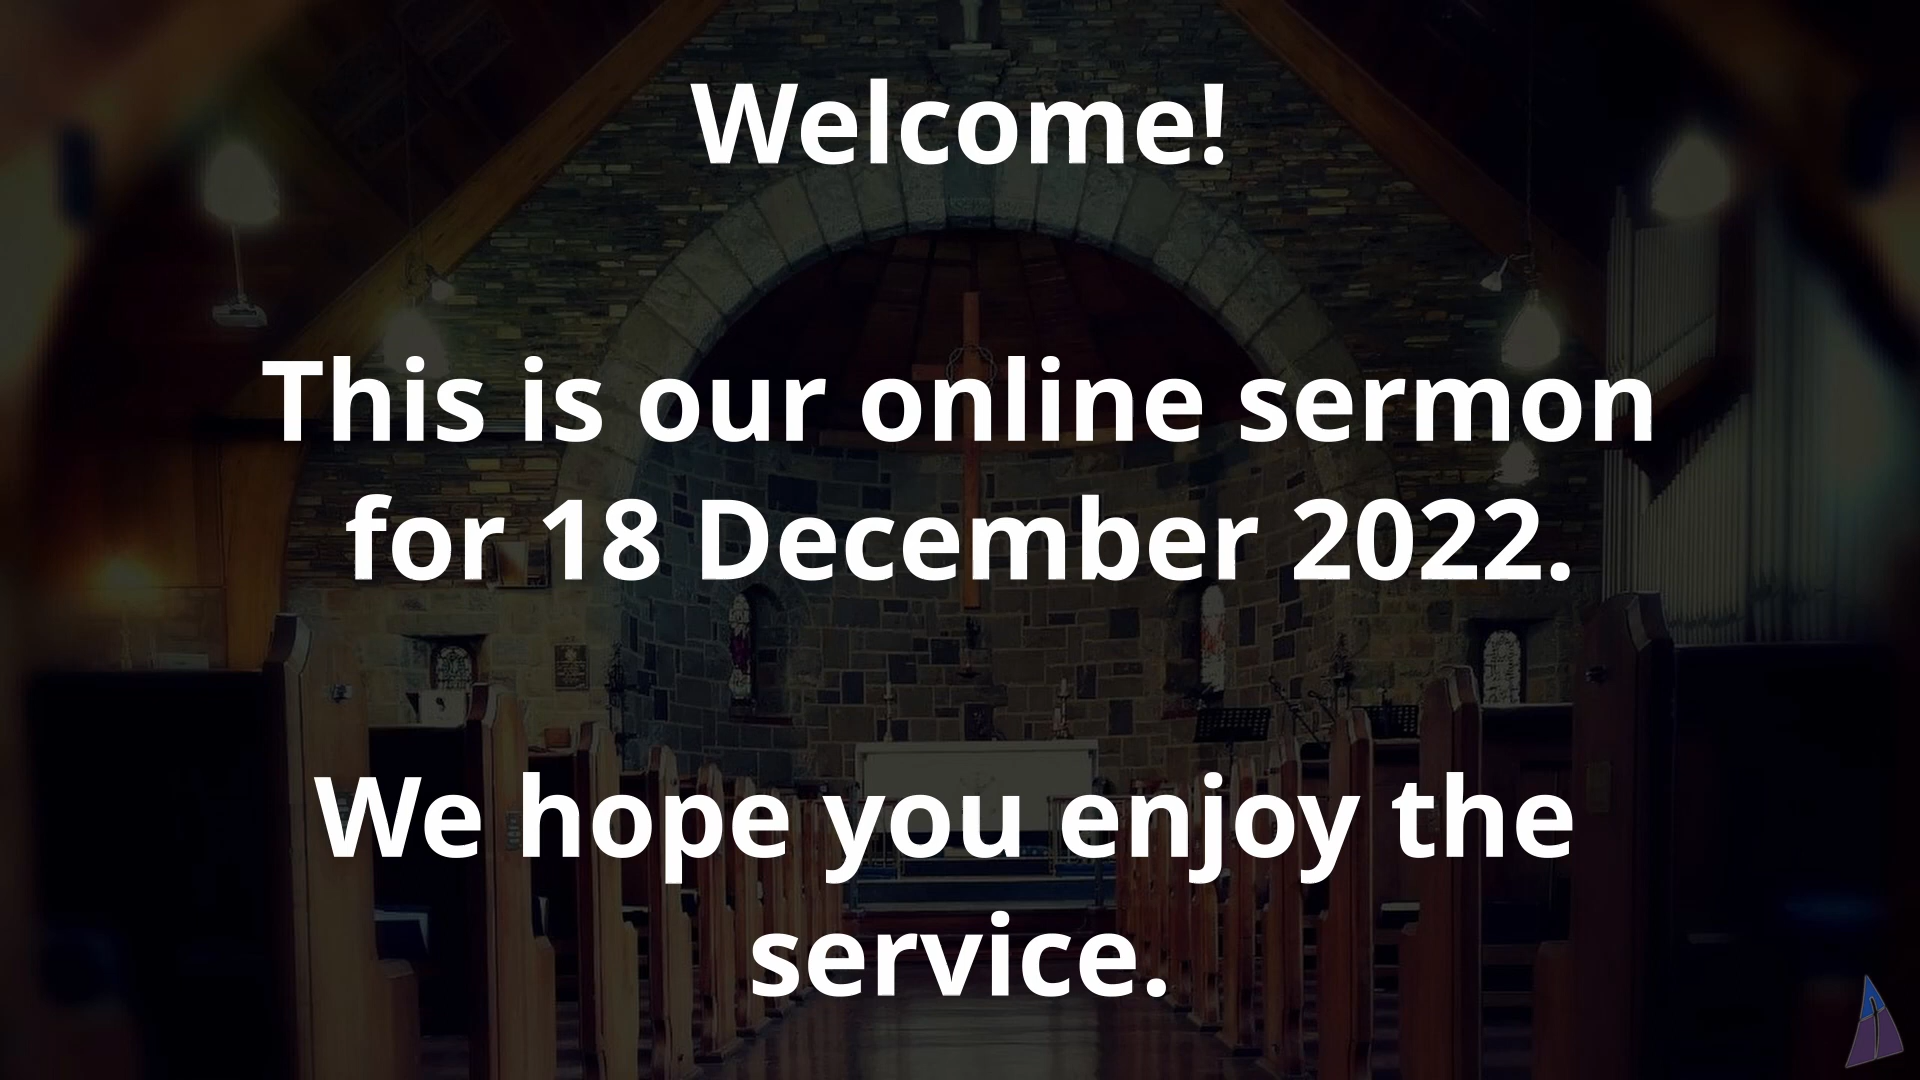 Welcome!
This is our online sermon
for 18 December 2022.
We hope you enjoy the
service.